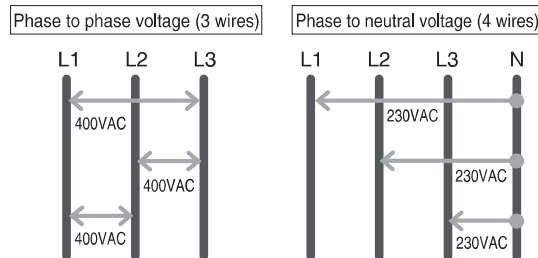 Phase to phase voltage (3 wires)
L1 L2 L3
400VAC
400VAC
400VAC
Phase to neutral voltage (4 wires)
L1 L2 L3 N
230VAC
230VAC
230VAC